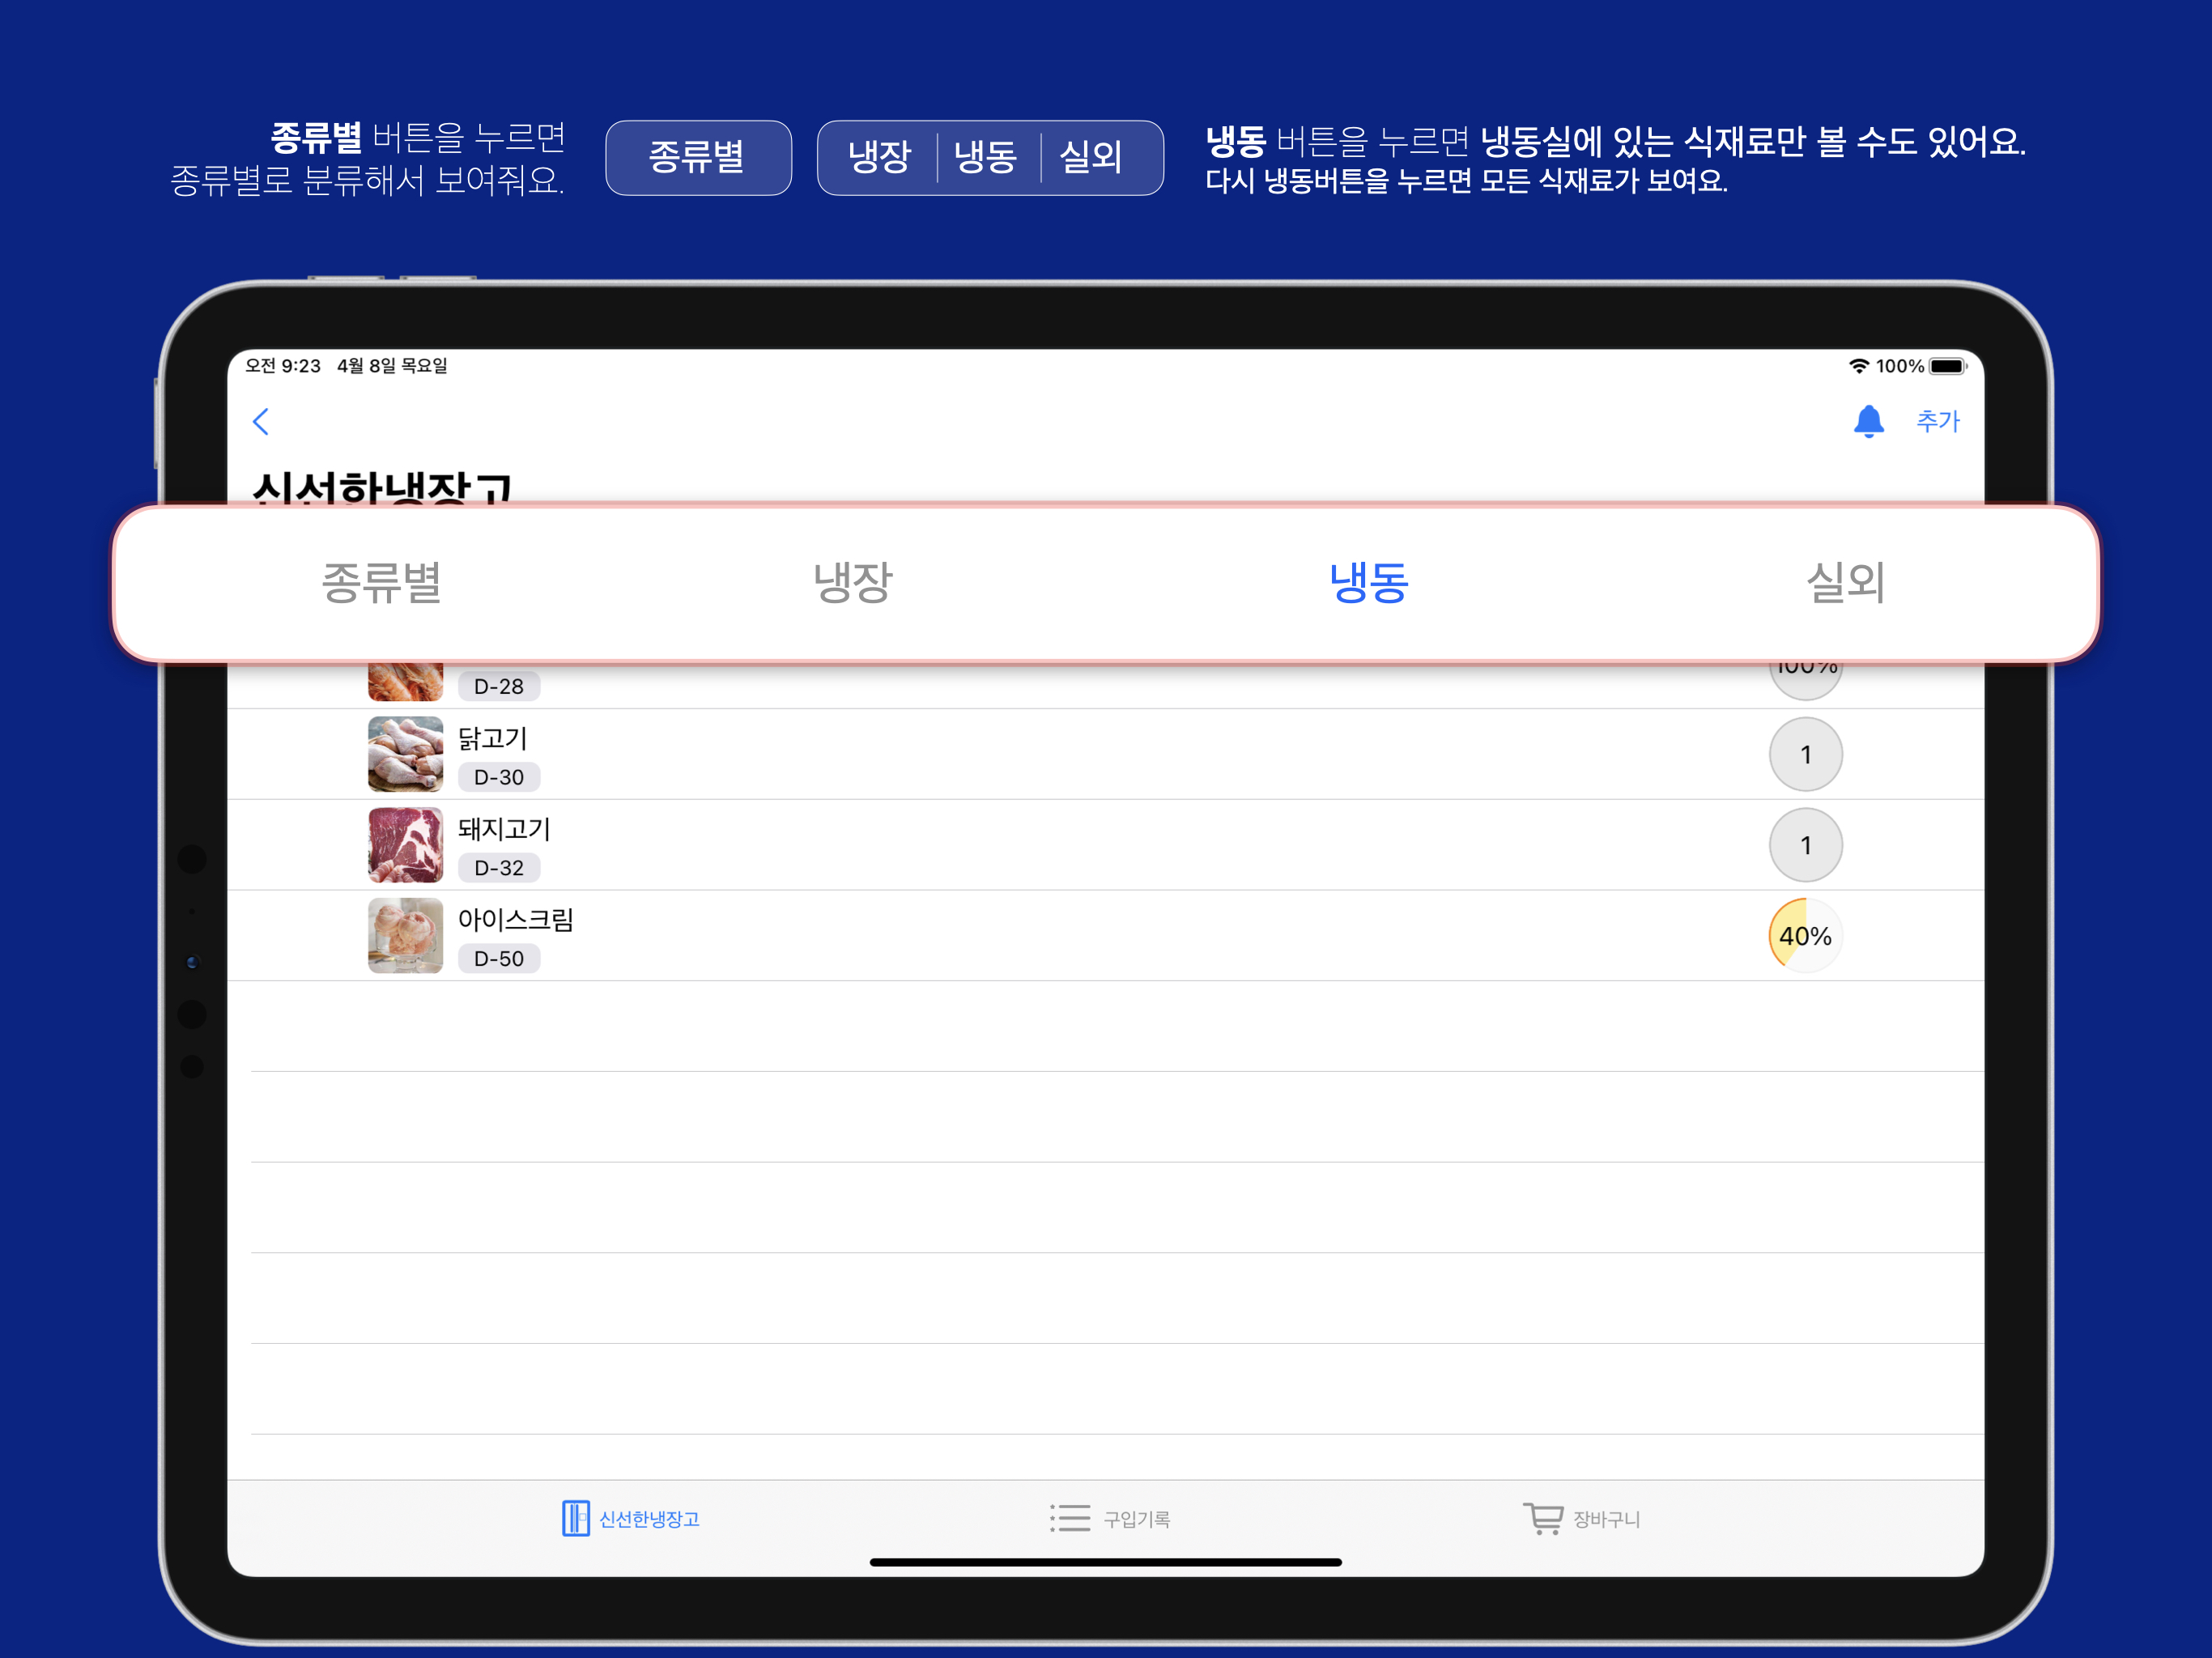 종류별 버튼을 누르면
종류별로 분류해서 보여줘요.
종류별
냉장 냉동 실외
냉동 버튼을 누르면 냉동실에 있는 식재료만 볼 수도 있어요.
다시 냉동버튼을 누르면 모든 식재료가 보여요.
오전 9:23 4월 8일 목요일
100%
추가
신선한냉장고
종류별 냉장 냉동 실외
D-28
100%
닭고기
D-30
1
돼지고기
D-32
1
아이스크림
D-50
40%
신선한냉장고 구입기록 장바구니